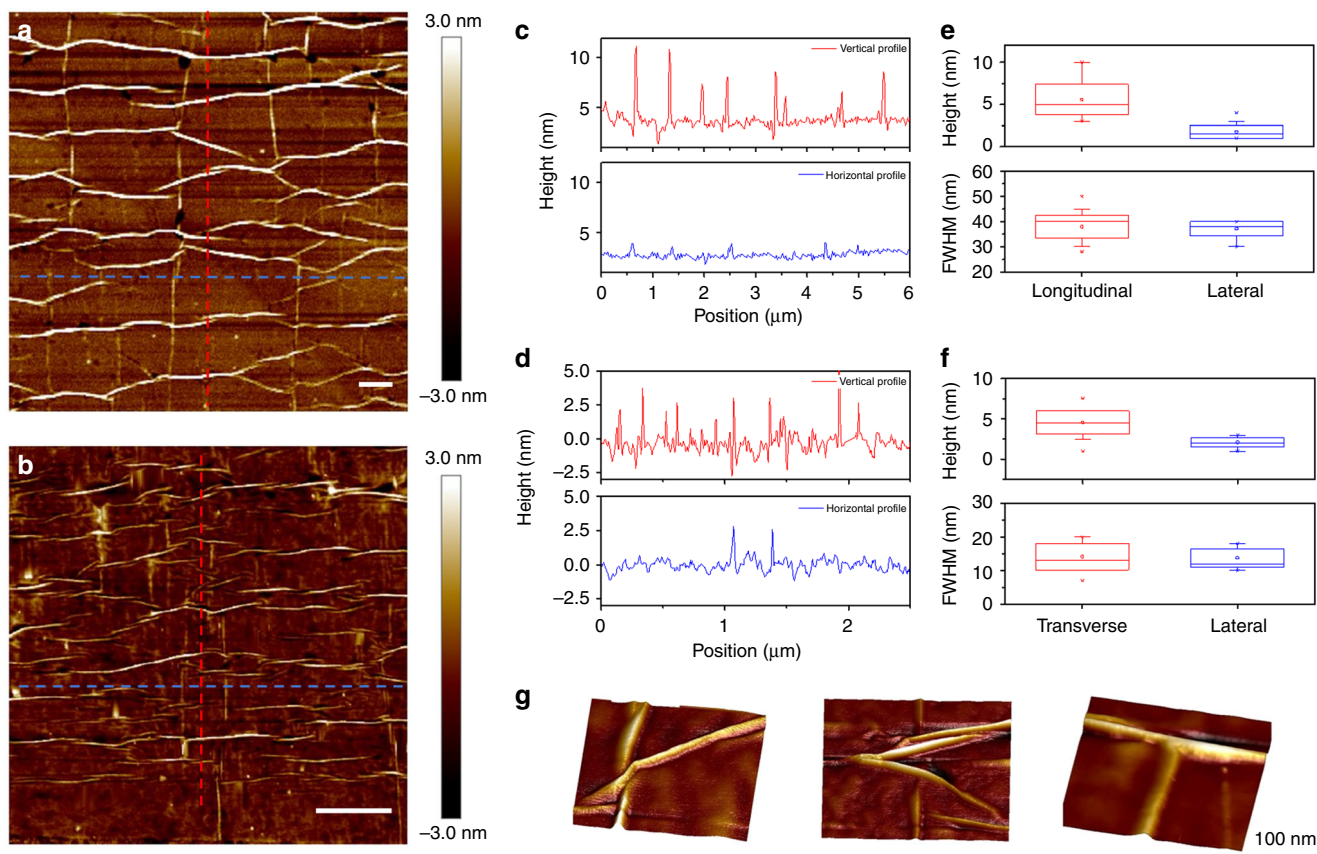 a
3.0 nm
−3.0 nm
b
3.0 nm
−3.0 nm
c
Vertical profile
10
5
Horizontal profile
10
5
Height (nm)
0 1 2 3 4 5 6
Position (μm)
d
5.0
Vertical profile
2.5
0.0
−2.5
5.0
Horizontal profile
2.5
0.0
−2.5
Height (nm)
0 1 2
Position (μm)
e
Height (nm)
10
5
0
FWHM (nm)
60
50
40
30
20
Longitudinal Lateral
f
Height (nm)
10
5
0
FWHM (nm)
30
20
10
0
Transverse Lateral
g
100 nm